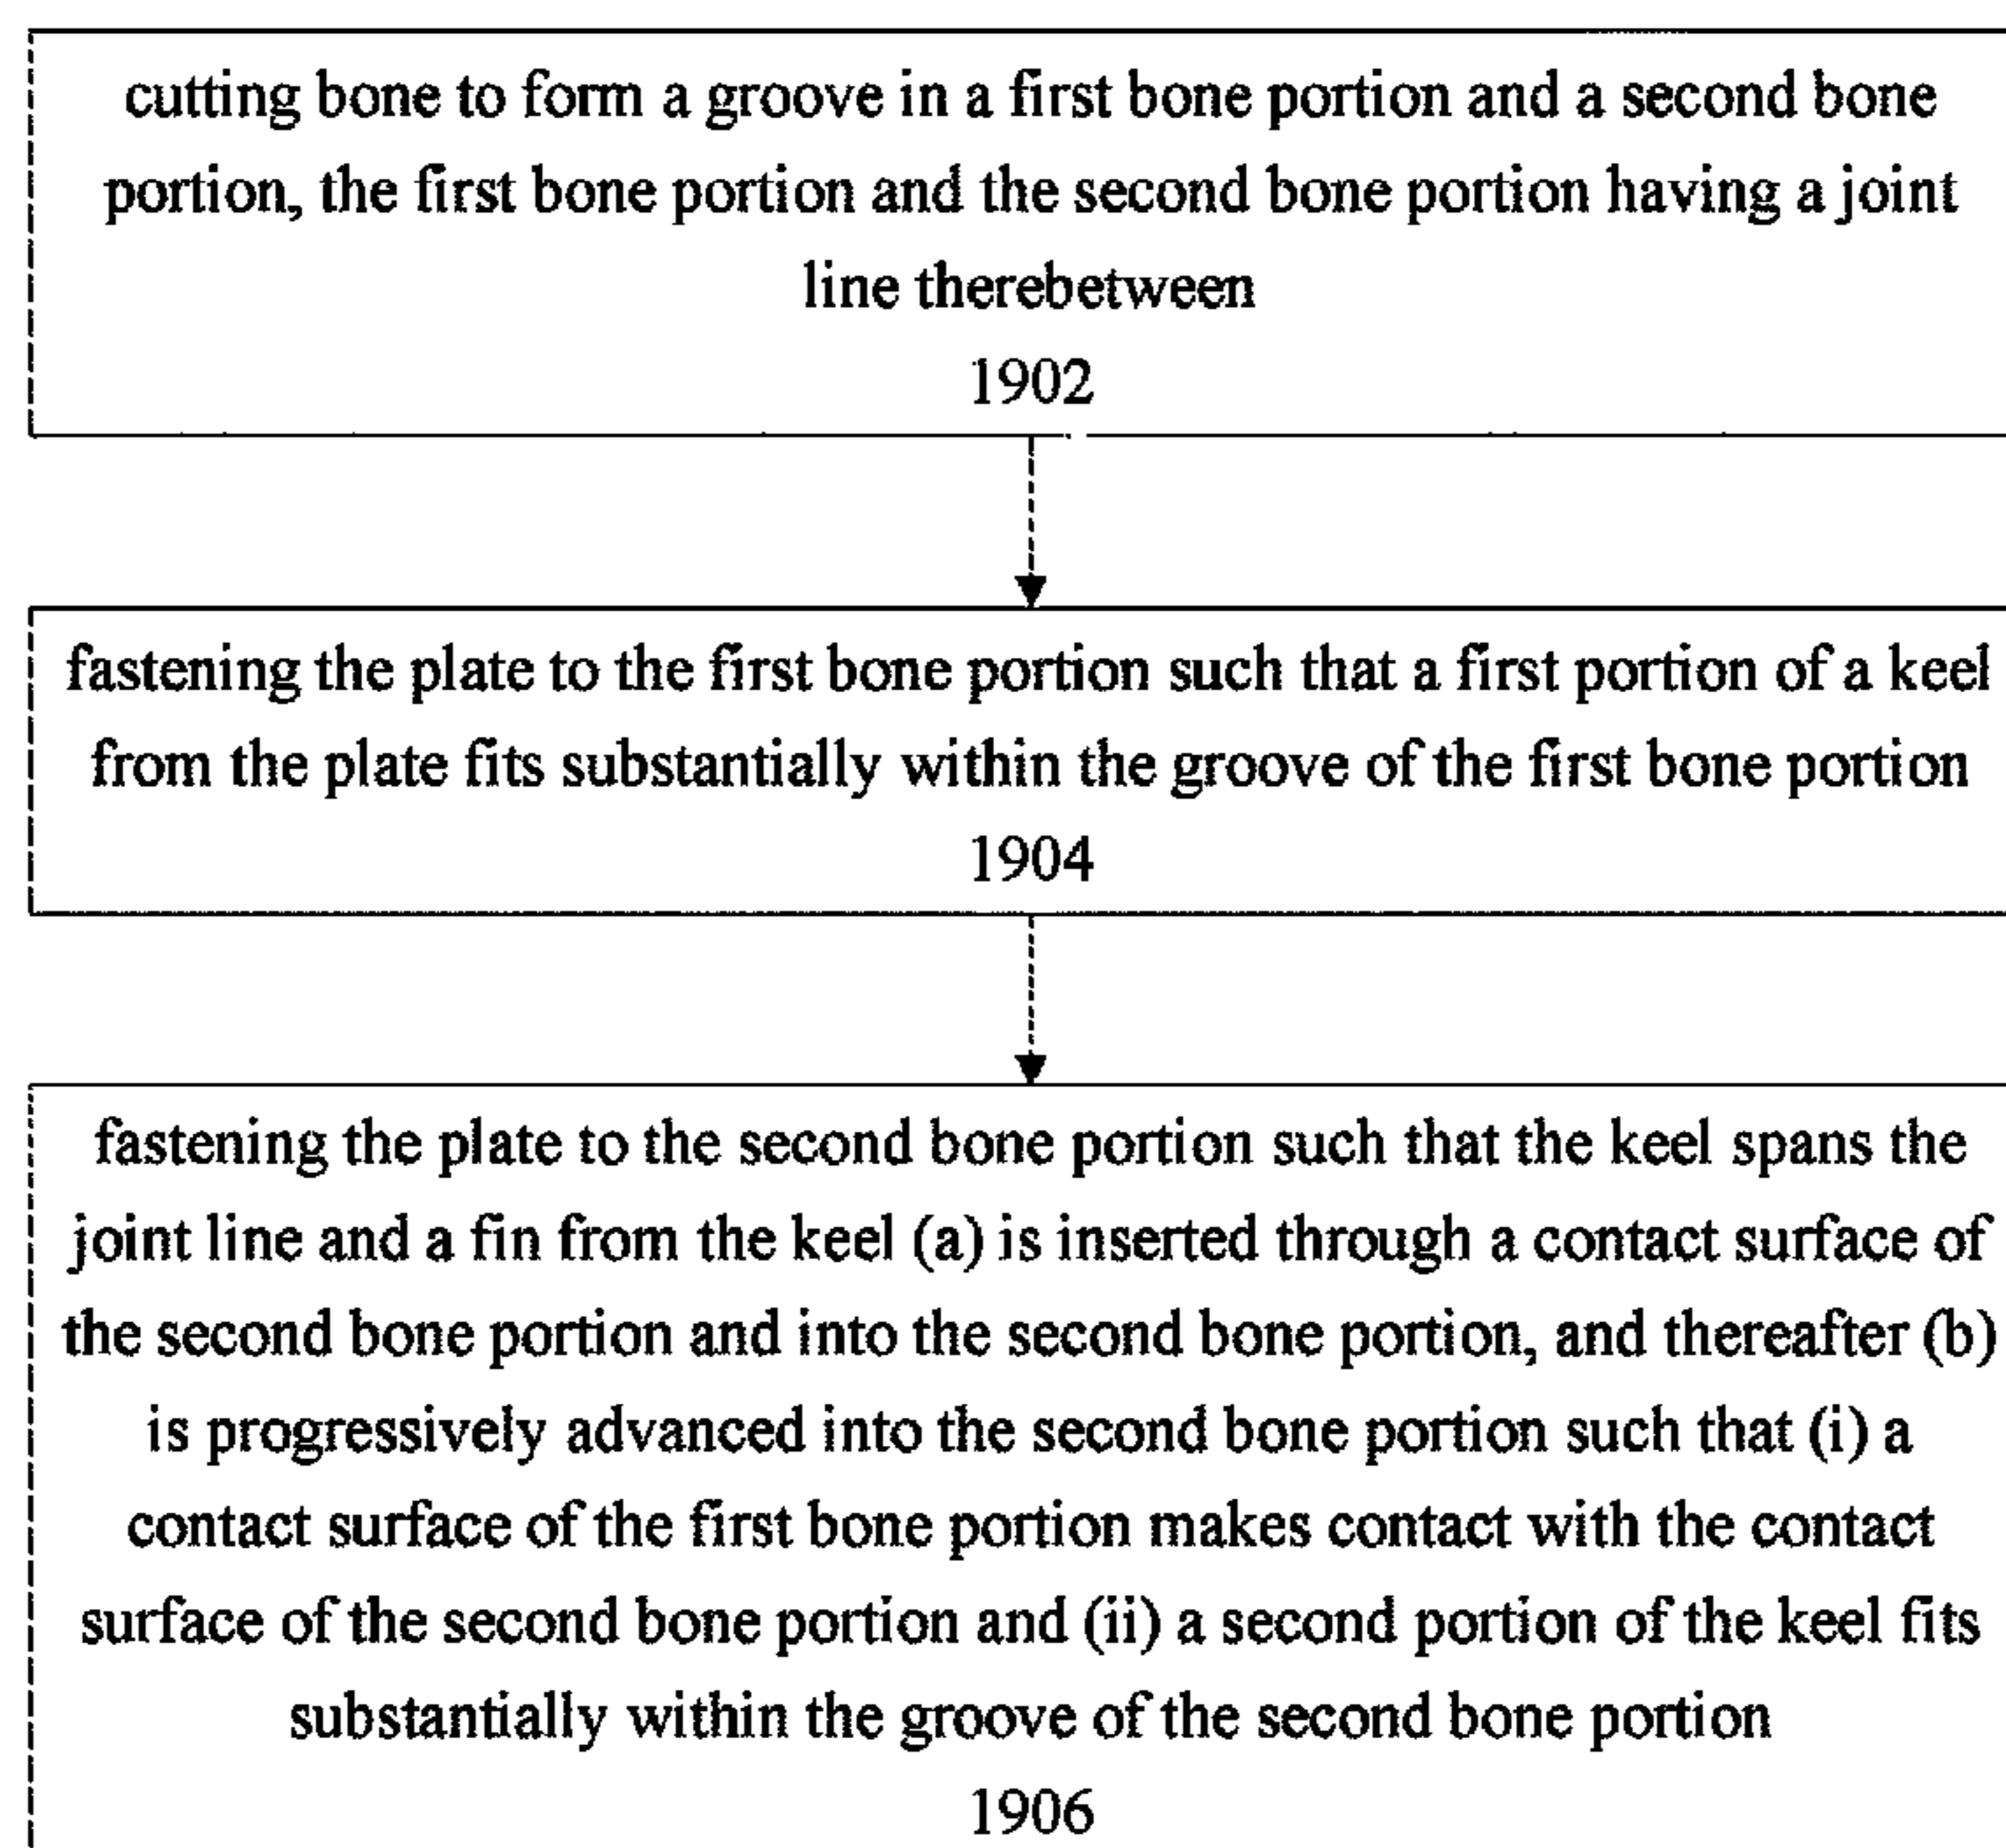 cutting bone to form a groove in a first bone portion and a second bone
portion, the first bone portion and the second bone portion having a joint
line therebetween
1902
fastening the plate to the first bone portion such that a first portion of a keel
from the plate fits substantially within the groove of the first bone portion
1904
fastening the plate to the second bone portion such that the keel spans the
joint line and a fin from the keel (a) is inserted through a contact surface of
the second bone portion and into the second bone portion, and thereafter (b)
is progressively advanced into the second bone portion such that (i) a
contact surface of the first bone portion makes contact with the contact
surface of the second bone portion and (ii) a second portion of the keel fits
substantially within the groove of the second bone portion
1906